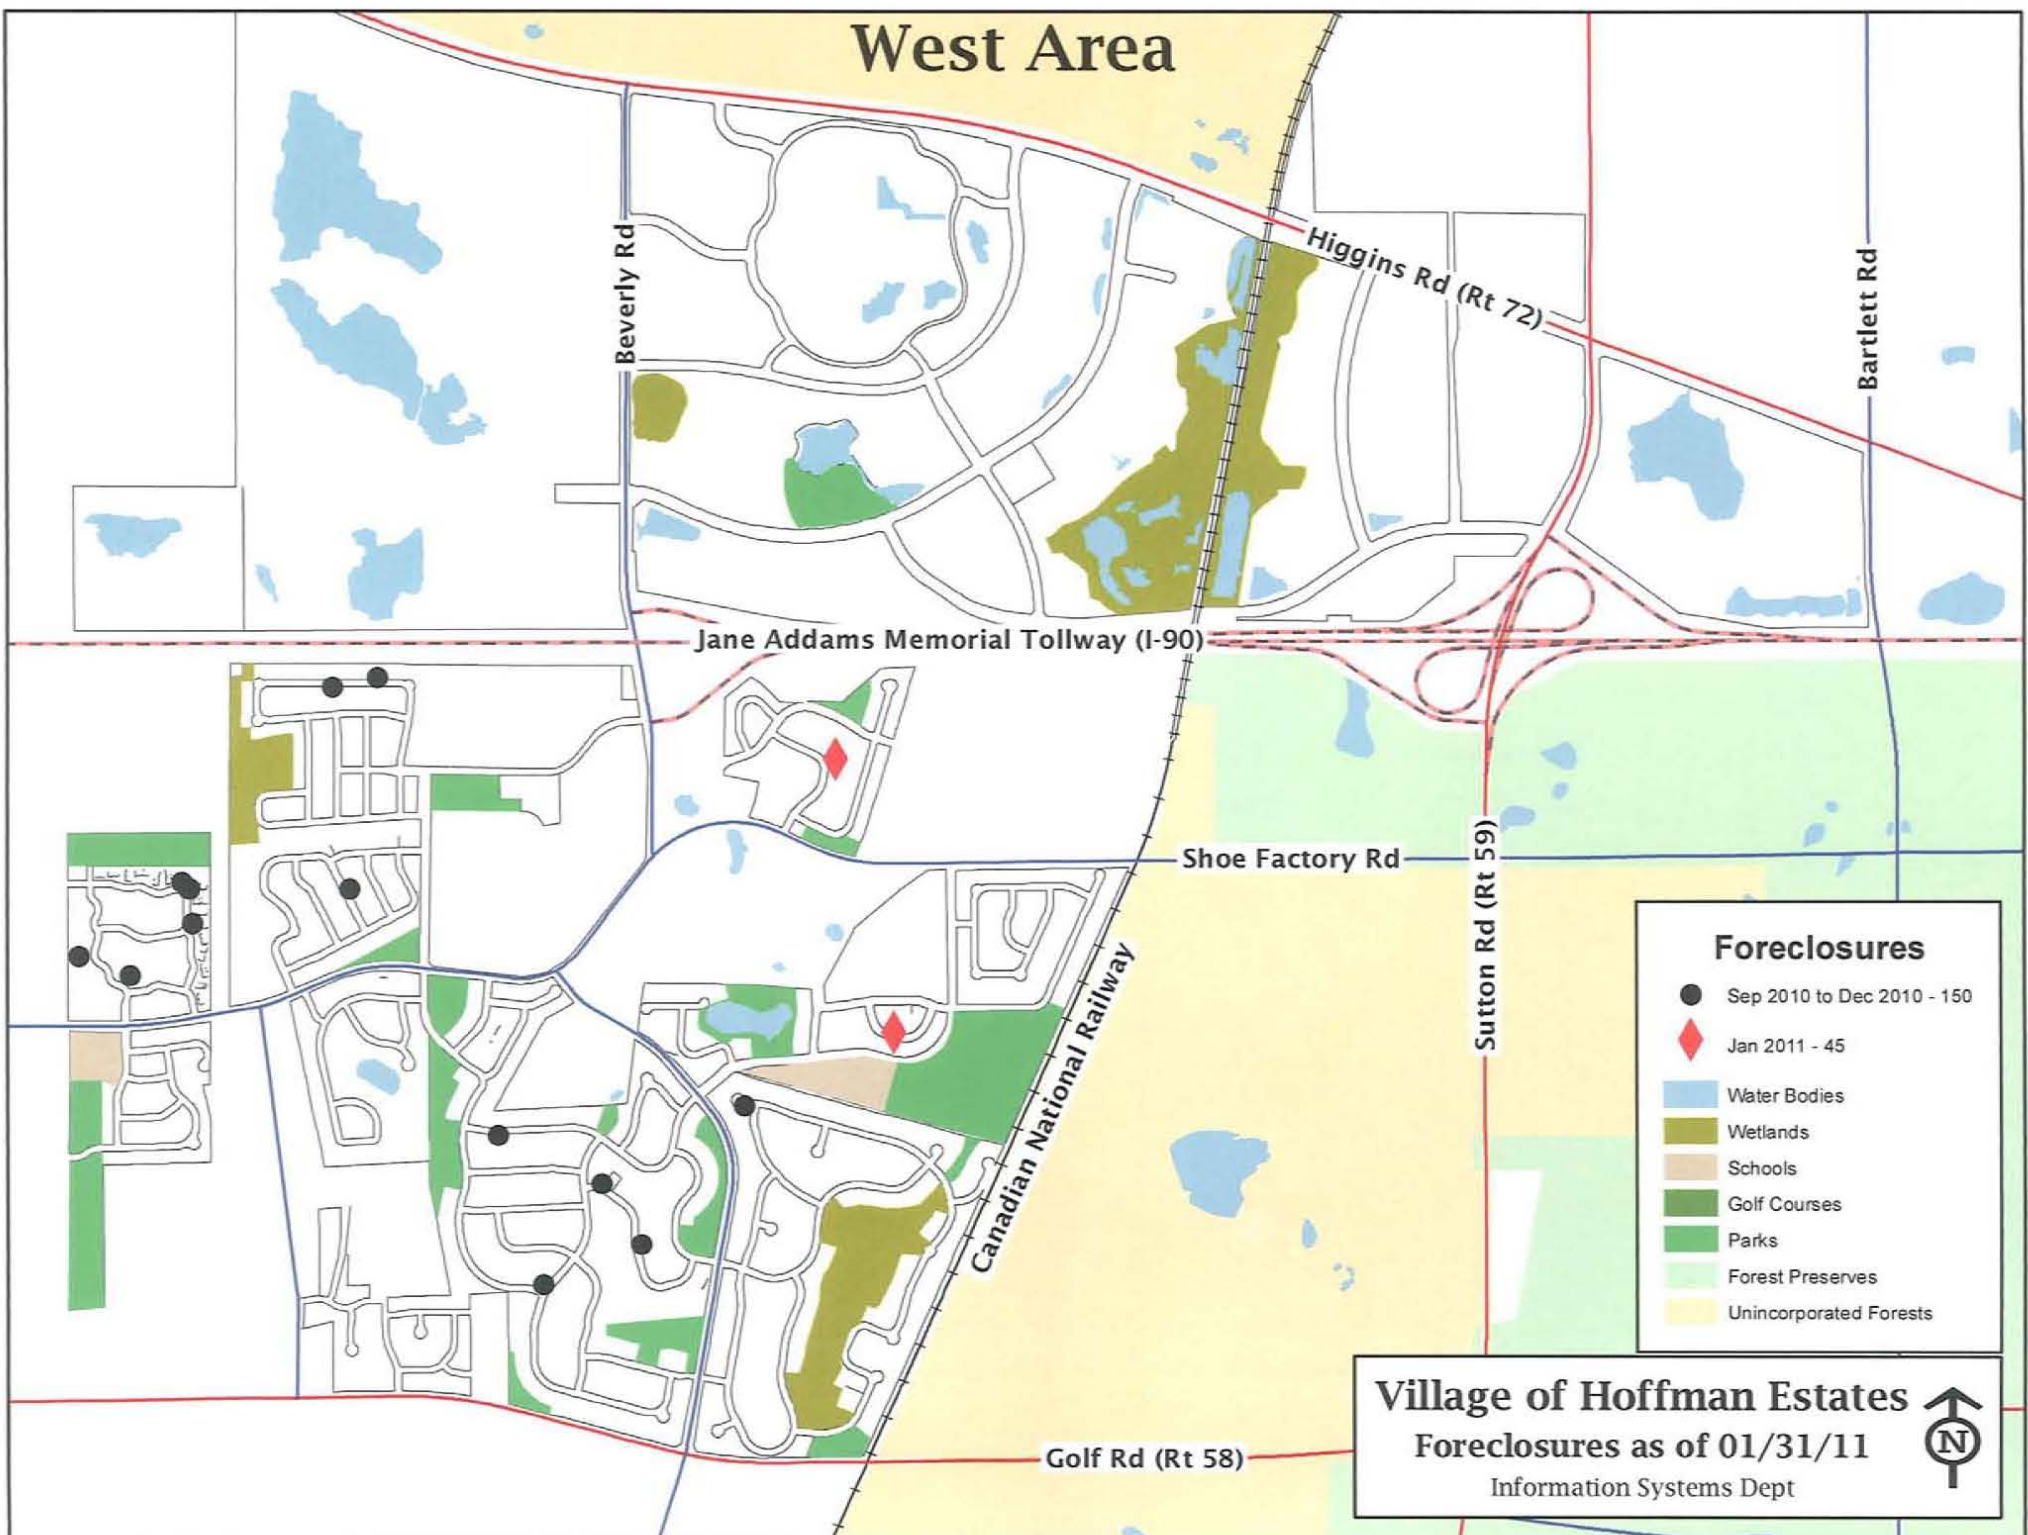 West Area
Higgins Rd (Rt 72)
Beverly Rd
Bartlett Rd
Jane Addams Memorial Tollway (I-90)
Shoe Factory Rd
Sutton Rd (Rt 59)
Canadian National Railway
Golf Rd (Rt 58)
Foreclosures
Sep 2010 to Dec 2010 - 150
Jan 2011 - 45
Water Bodies
Wetlands
Schools
Golf Courses
Parks
Forest Preserves
Unincorporated Forests
Village of Hoffman Estates
Foreclosures as of 01/31/11
Information Systems Dept
N